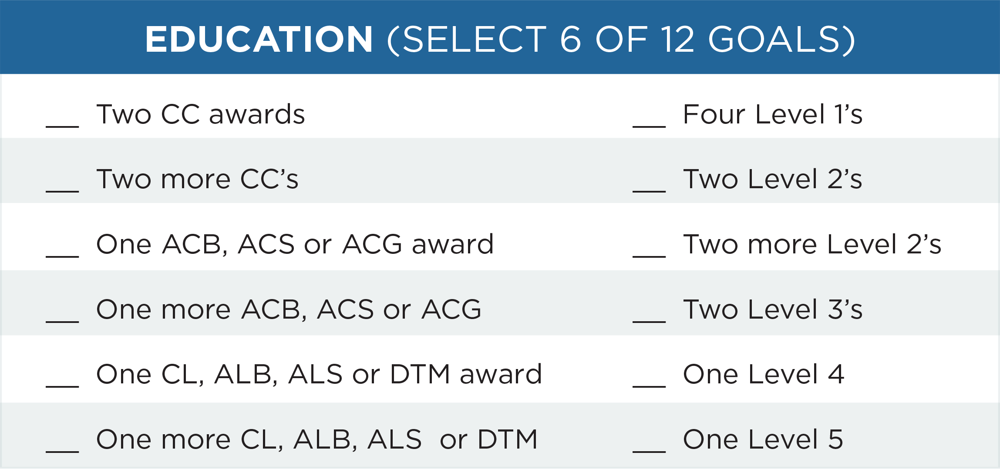 EDUCATION (SELECT 6 OF 12 GOALS)
__ Two CC awards
__ Four Level 1’s
__ Two more CC’s
__ Two Level 2’s
__ One ACB, ACS or ACG award
__ Two more Level 2’s
__ One more ACB, ACS or ACG
__ Two Level 3’s
__ One CL, ALB, ALS or DTM award
__ One Level 4
__ One more CL, ALB, ALS  or DTM
__ One Level 5